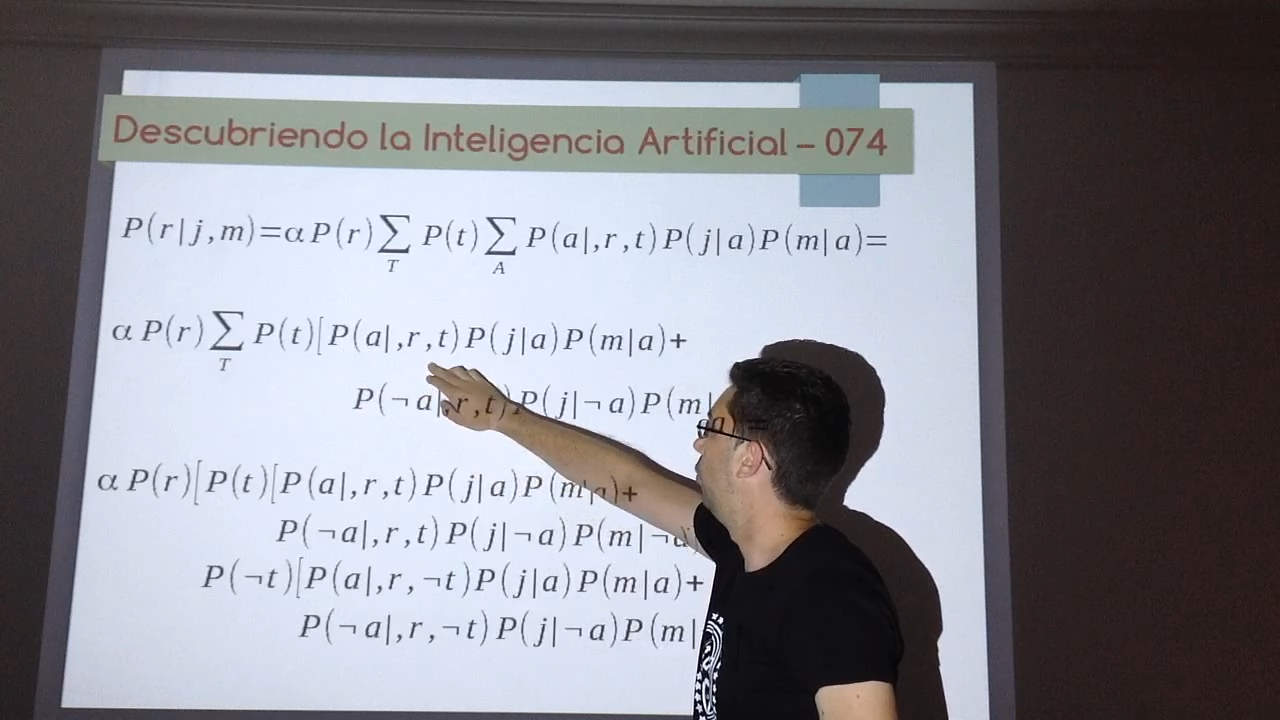 Descubriendo la Inteligencia Artificial – 074
P(r|j,m)=αP(r)∑P(t)∑P(a|,r,t)P(j|a)P(m|a)=
T A
αP(r)∑P(t)[P(a|,r,t)P(j|a)P(m|a)+
T
P(¬a|,r,t)P(j|¬a)P(m|
αP(r)[P(t)[P(a|,r,t)P(j|a)P(m|a)+
P(¬a|,r,t)P(j|¬a)P(m|¬a)
P(¬t)[P(a|,r,¬t)P(j|a)P(m|a)+
P(¬a|,r,¬t)P(j|¬a)P(m|